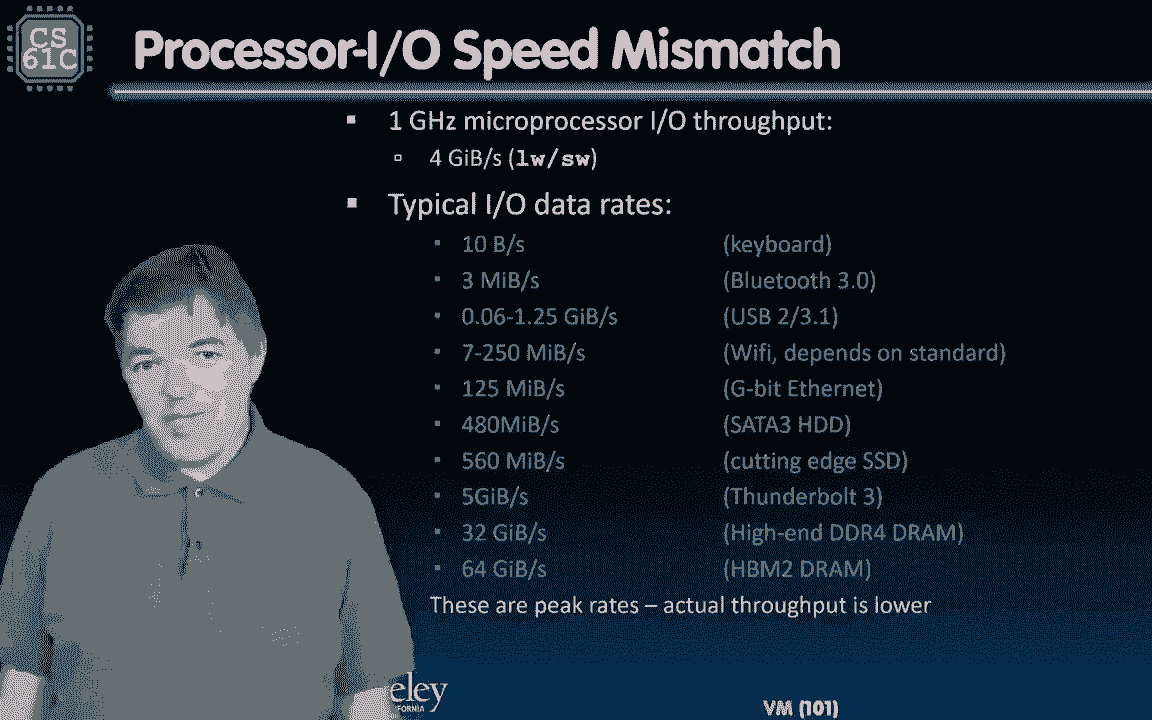 CS
61C
Processor-I/O Speed Mismatch
1 GHz microprocessor I/O throughput:
4 GiB/s (lw/sw)
Typical I/O data rates:
10 B/s (keyboard)
3 MiB/s (Bluetooth 3.0)
0.06-1.25 GiB/s (USB 2/3.1)
7-250 MiB/s (Wifi, depends on standard)
125 MiB/s (G-bit Ethernet)
480MiB/s (SATA3 HDD)
560 MiB/s (cutting edge SSD)
5GiB/s (Thunderbolt 3)
32 GiB/s (High-end DDR4 DRAM)
64 GiB/s (HBM2 DRAM)
These are peak rates – actual throughput is lower
eley
FORNIA
VM (101)